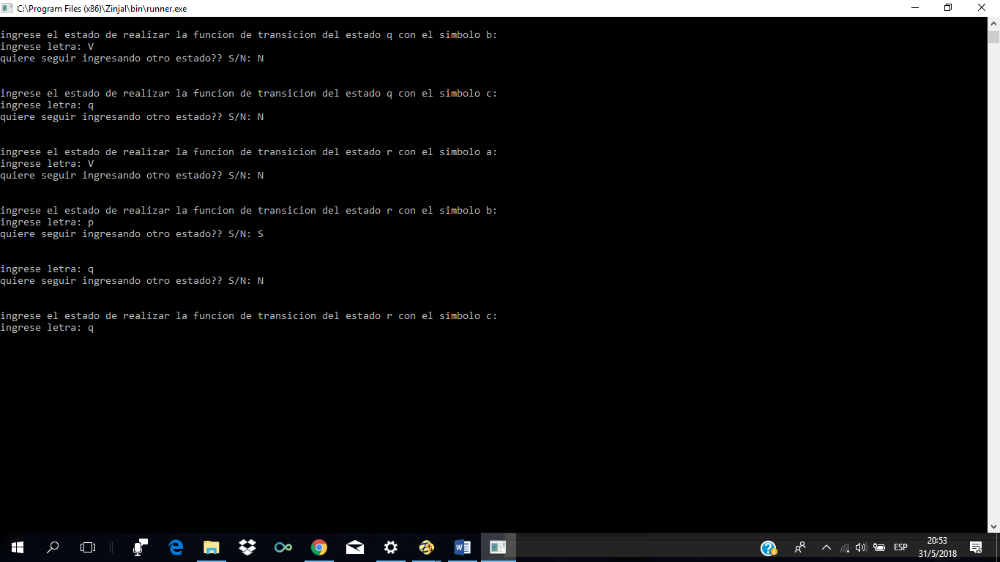 C:\Program Files (x86)\ZinjaI\bin\runner.exe
ingrese el estado de realizar la funcion de transicion del estado q con el simbolo b:
ingrese letra: V
quiere seguir ingresando otro estado?? S/N: N
ingrese el estado de realizar la funcion de transicion del estado q con el simbolo c:
ingrese letra: q
quiere seguir ingresando otro estado?? S/N: N
ingrese el estado de realizar la funcion de transicion del estado r con el simbolo a:
ingrese letra: V
quiere seguir ingresando otro estado?? S/N: N
ingrese el estado de realizar la funcion de transicion del estado r con el simbolo b:
ingrese letra: p
quiere seguir ingresando otro estado?? S/N: S
ingrese letra: q
quiere seguir ingresando otro estado?? S/N: N
ingrese el estado de realizar la funcion de transicion del estado r con el simbolo c:
ingrese letra: q
ESP
20:53
31/5/2018